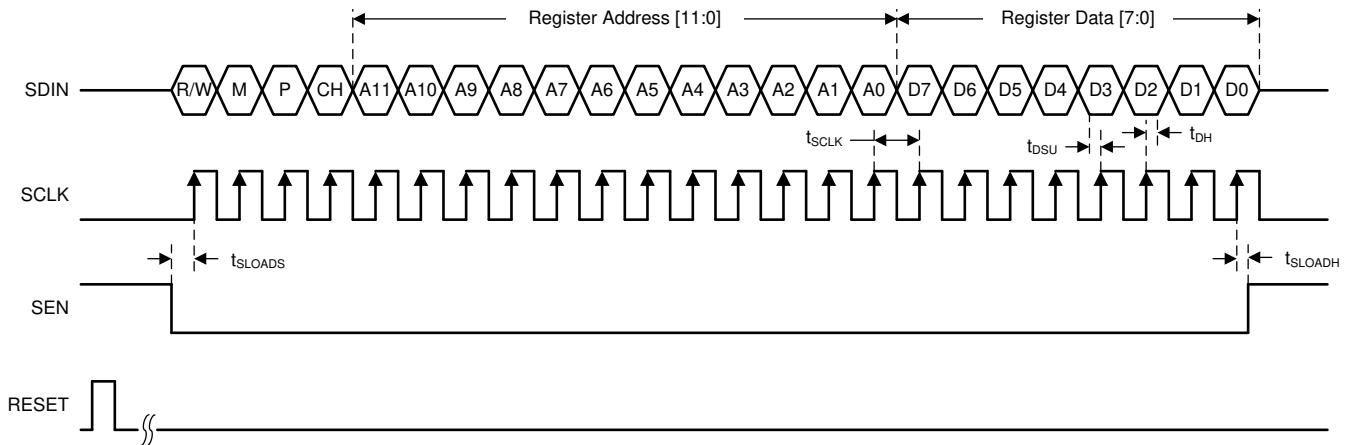 Register Address [11:0] Register Data [7:0]
SDIN R/W M P CH A11 A10 A9 A8 A7 A6 A5 A4 A3 A2 A1 A0 D7 D6 D5 D4 D3 D2 D1 D0
tSCLK tDSU tDH
SCLK
tSLOADS tSLOADH
SEN
RESET